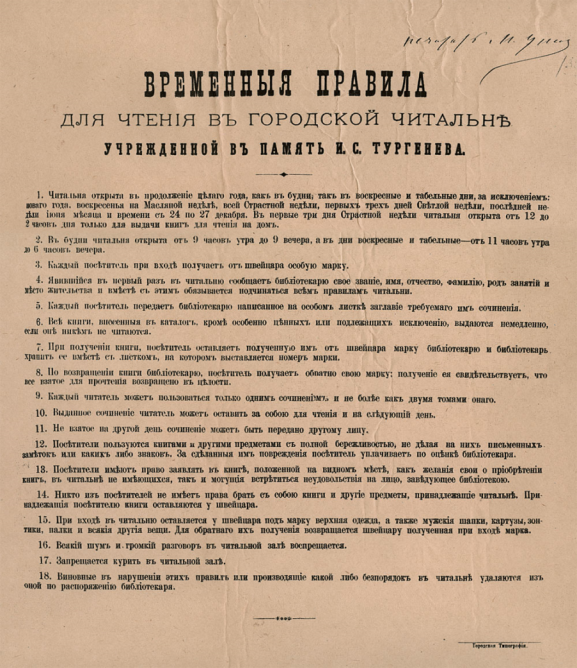 ВРЕМЕННЫЯ ПРАВИЛА
ДЛЯ ЧТЕНІЯ ВЪ ГОРОДСКОЙ ЧИТАЛЬНѢ
УЧРЕЖДЕННОЙ ВЪ ПАМЯТЬ И. С. ТУРГЕНЕВА.
1. Читальна открыта въ продолженіе цѣлаго года, какъ въ будни, такъ въ воскресные и табельные дни, за исключеніемъ:
новаго года, воскресенья на Масляной недѣлѣ, всей Страстной недѣли, первыхъ трехъ дней Свѣтлой недѣли, послѣдней не-
дѣли іюня мѣсяца и времени съ 24 по 27 декабря. Въ первые три дня Страстной недѣли читальна открыта отъ 12 до
2 часовъ дня только для выдачи книгъ для чтенія на домъ.
2. Въ будни читальна открыта отъ 9 часовъ утра до 9 вечера, а въ дни воскресные и табельные—отъ 11 часовъ утра
до 6 часовъ вечера.
3. Каждый посѣтитель при входѣ получаетъ отъ швейцара особую марку.
4. Явившійся въ первый разъ въ читальню сообщаетъ библіотекарю свое званіе, имя, отчество, фамилію, родъ занятій и
мѣсто жительства и вмѣстѣ съ этимъ обязывается подчиняться всѣмъ правиламъ читальни.
5. Каждый посѣтитель передаетъ библіотекарю написанное на особомъ листкѣ заглавіе требуемаго имъ сочиненія.
6. Всѣ книги, внесенныя въ каталогъ, кромѣ особенно цѣнныхъ или подлежащихъ исключенію, выдаются немедленно,
если онѣ никѣмъ не читаются.
7. При полученіи книги, посѣтитель оставляетъ полученную имъ отъ швейцара марку библіотекарю и библіотекарь
хранитъ ее вмѣстѣ съ листкомъ, на которомъ выставляется номеръ марки.
8. По возвращеніи книги библіотекарю, посѣтитель получаетъ обратно свою марку; полученіе ея свидѣтельствуетъ, что
все взятое для прочтенія возвращено въ цѣлости.
9. Каждый читатель можетъ пользоваться только однимъ сочиненіемъ и не болѣе какъ двумя томами онаго.
10. Выданное сочиненіе читатель можетъ оставить за собою для чтенія и на слѣдующій день.
11. Не взятое на другой день сочиненіе можетъ быть передано другому лицу.
12. Посѣтители пользуются книгами и другими предметами съ полной бережливостью, не дѣлая на нихъ письменныхъ
замѣтокъ или какихъ либо знаковъ. За сдѣланныя имъ поврежденія посѣтитель уплачиваетъ по оцѣнкѣ библіотекаря.
13. Посѣтители имѣютъ право заявлять въ книгѣ, положенной на видномъ мѣстѣ, какъ желанія свои о пріобрѣтеніи
книгъ, въ читальнѣ не имѣющихся, такъ и могущія встрѣтиться неудовольствія на лицо, завѣдующее библіотекою.
14. Никто изъ посѣтителей не имѣетъ права брать съ собою книги и другіе предметы, принадлежащіе читальнѣ. При-
надлежащія посѣтителю книги оставляются у швейцара.
15. При входѣ въ читальню оставляется у швейцара подъ марку верхняя одежда, а также мужскія шапки, картузы, зон-
тики, палки и всякія другія вещи. Для обратнаго ихъ полученія возвращается швейцару полученная при входѣ марка.
16. Всякій шумъ и громкій разговоръ въ читальной залѣ воспрещается.
17. Запрещается курить въ читальной залѣ.
18. Виновные въ нарушеніи этихъ правилъ или производящіе какой либо безпорядокъ въ читальнѣ удаляются изъ
оной по распоряженію библіотекаря.
Городская Типографія.